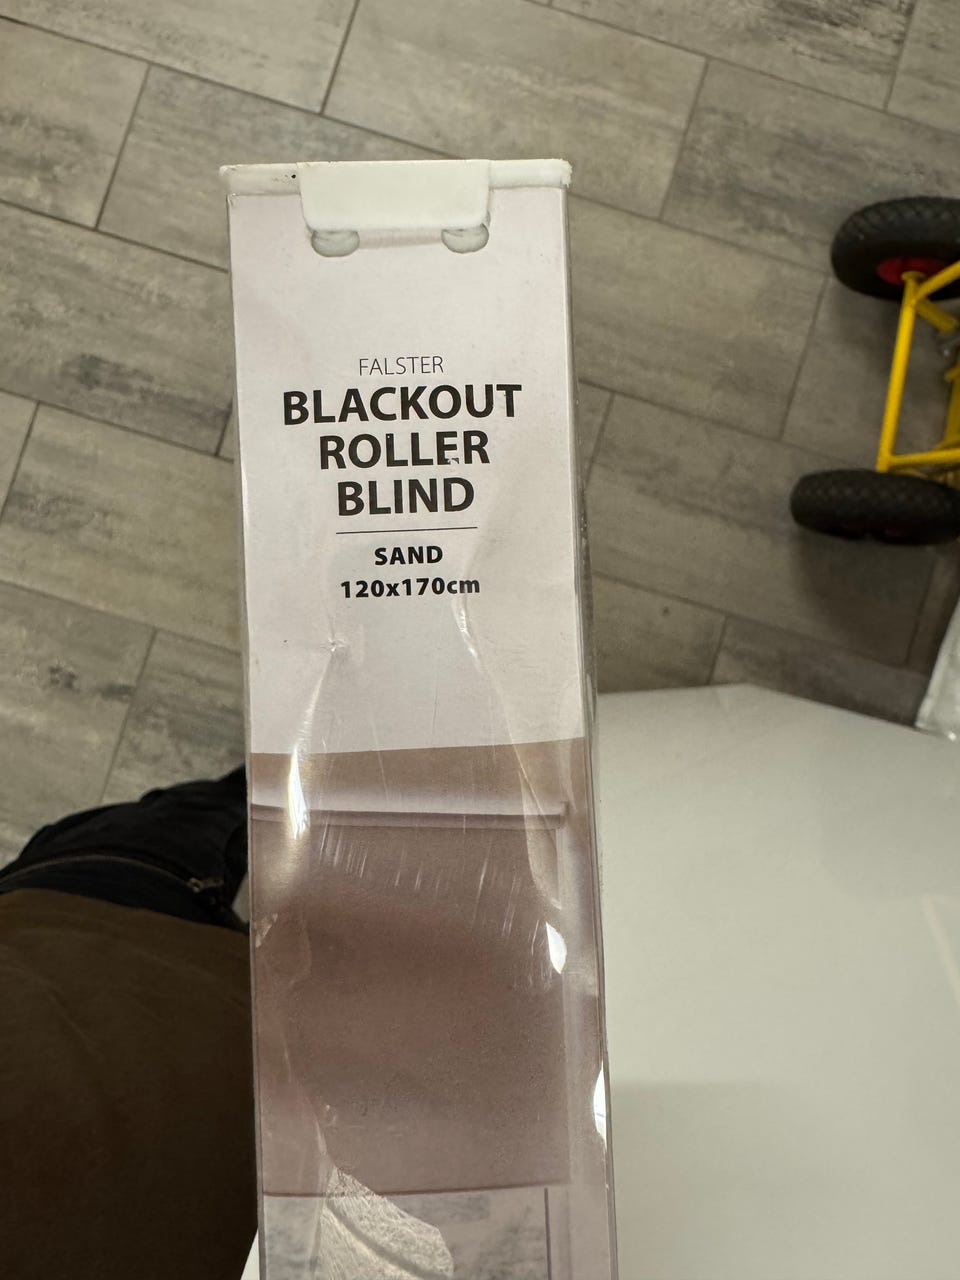 FALSTER
BLACKOUT
ROLLER
BLIND
SAND
120x170cm